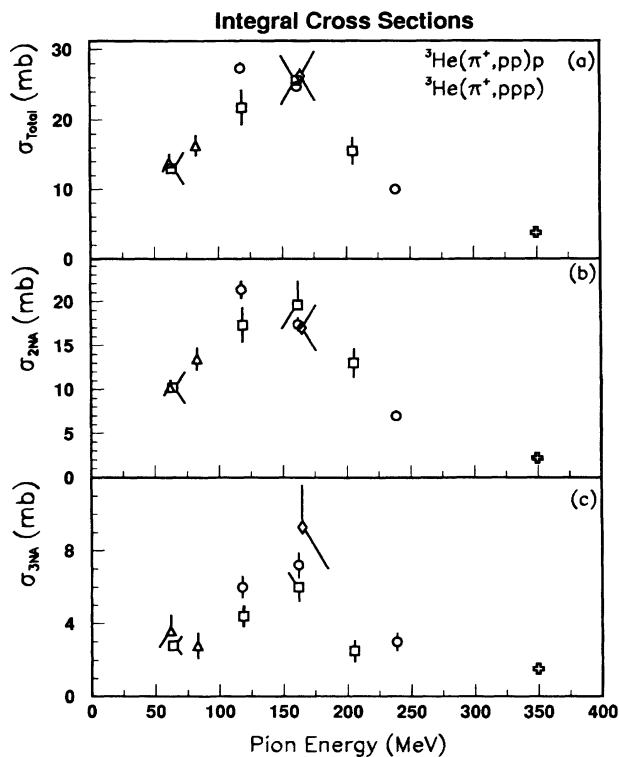 Integral Cross Sections
30
20
10
0
σTotal (mb)
³He(π⁺,pp)p (a)
³He(π⁺,ppp)
20
15
10
5
0
σ2NA (mb)
(b)
8
4
0
σ3NA (mb)
(c)
0 50 100 150 200 250 300 350 400
Pion Energy (MeV)